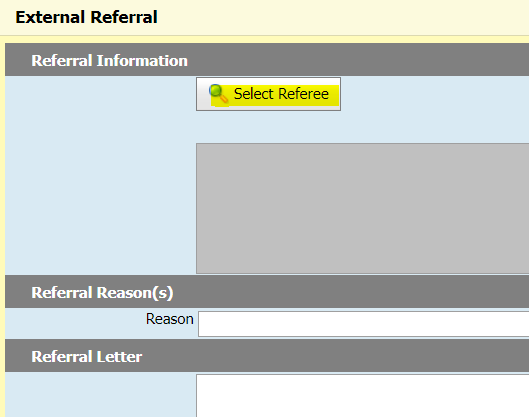 External Referral
Referral Information
Select Referee
Referral Reason(s)
Reason
Referral Letter